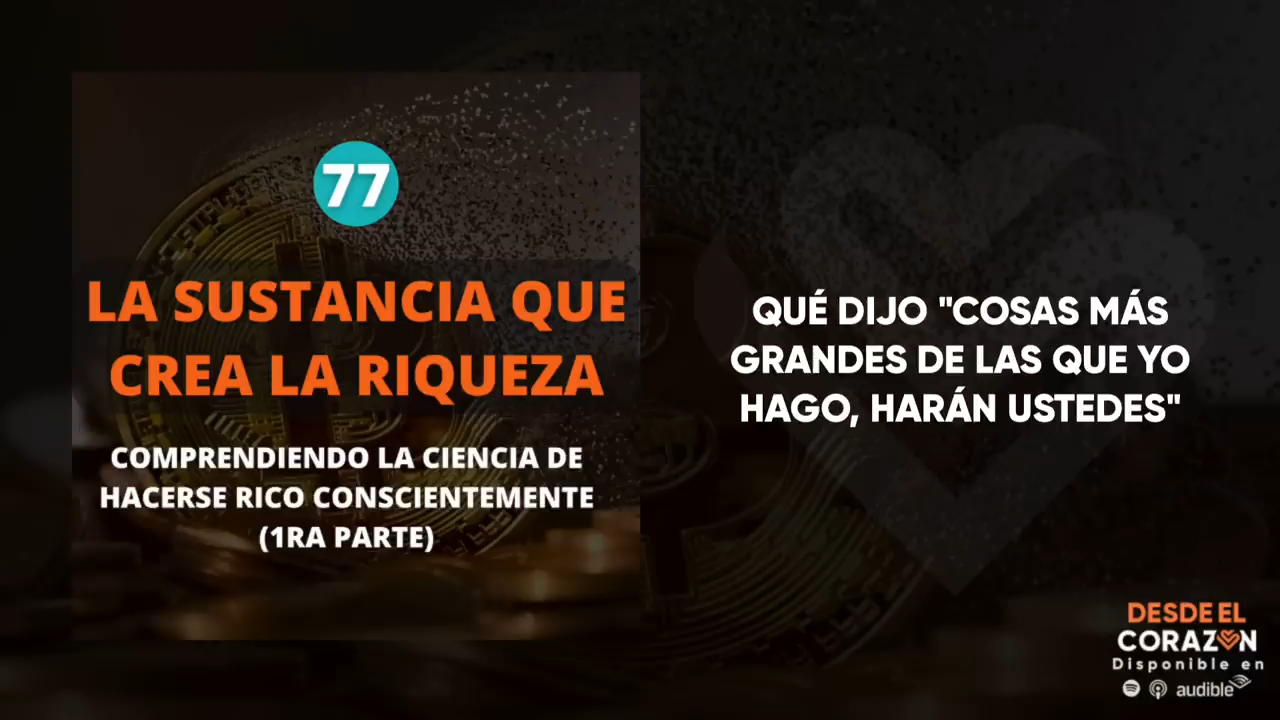 77
LA SUSTANCIA QUE
CREA LA RIQUEZA
COMPRENDIENDO LA CIENCIA DE
HACERSE RICO CONSCIENTEMENTE
(1RA PARTE)
QUÉ DIJO "COSAS MÁS
GRANDES DE LAS QUE YO
HAGO, HARÁN USTEDES"
DESDE EL
CORAZON
Disponible en
audible